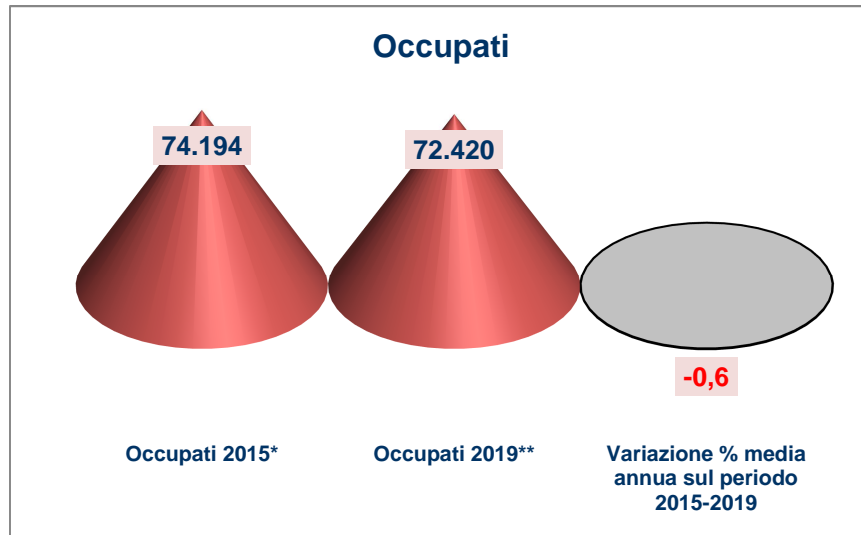 Occupati
74.194
72.420
-0,6
Occupati 2015*
Occupati 2019**
Variazione % media
annua sul periodo
2015-2019